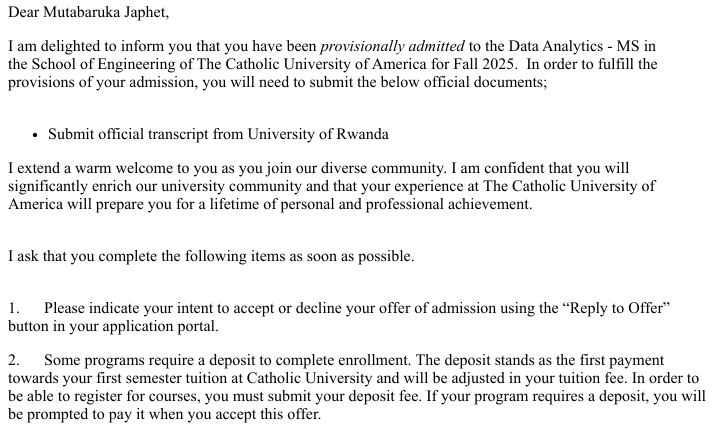 Dear Mutabaruka Japhet,
I am delighted to inform you that you have been provisionally admitted to the Data Analytics - MS in
the School of Engineering of The Catholic University of America for Fall 2025.  In order to fulfill the
provisions of your admission, you will need to submit the below official documents;
• Submit official transcript from University of Rwanda
I extend a warm welcome to you as you join our diverse community. I am confident that you will
significantly enrich our university community and that your experience at The Catholic University of
America will prepare you for a lifetime of personal and professional achievement.
I ask that you complete the following items as soon as possible.
1. Please indicate your intent to accept or decline your offer of admission using the “Reply to Offer”
button in your application portal.
2. Some programs require a deposit to complete enrollment. The deposit stands as the first payment
towards your first semester tuition at Catholic University and will be adjusted in your tuition fee. In order to
be able to register for courses, you must submit your deposit fee. If your program requires a deposit, you will
be prompted to pay it when you accept this offer.